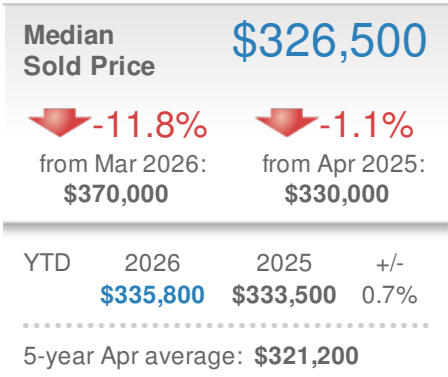 Median
Sold Price
$326,500
-11.8%
from Mar 2026:
$370,000
-1.1%
from Apr 2025:
$330,000
YTD 2026 2025 +/-
$335,800 $333,500 0.7%
5-year Apr average: $321,200